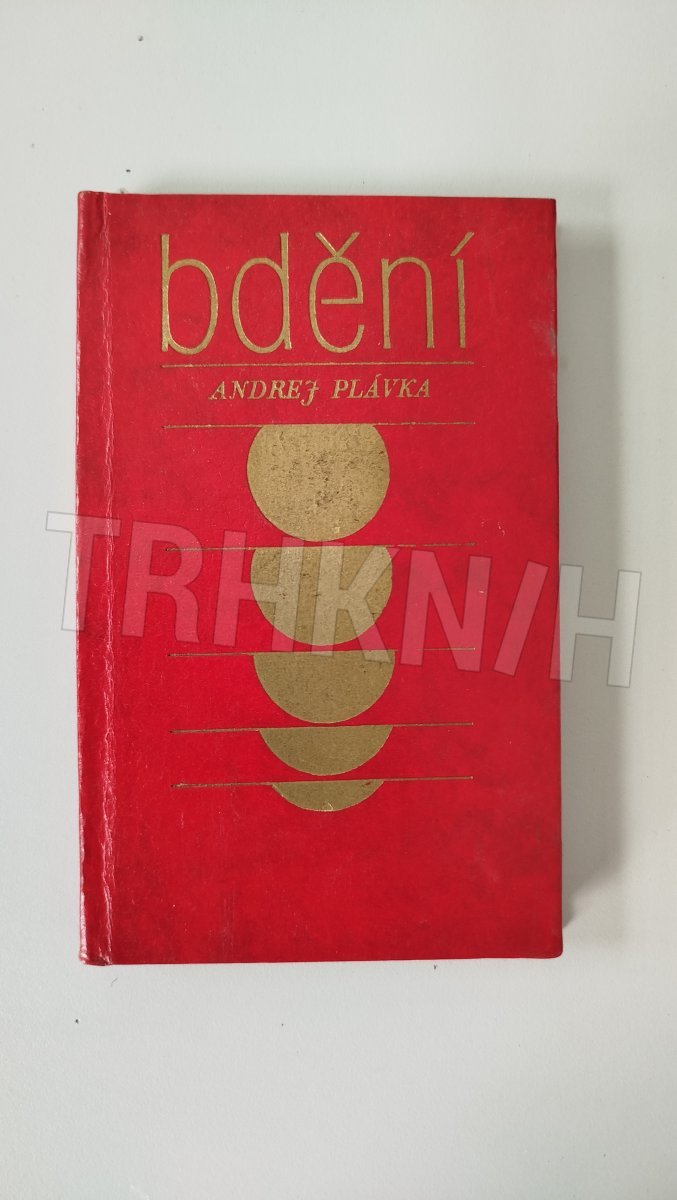 bdění
ANDREJ PLÁVKA
TRHKNIH